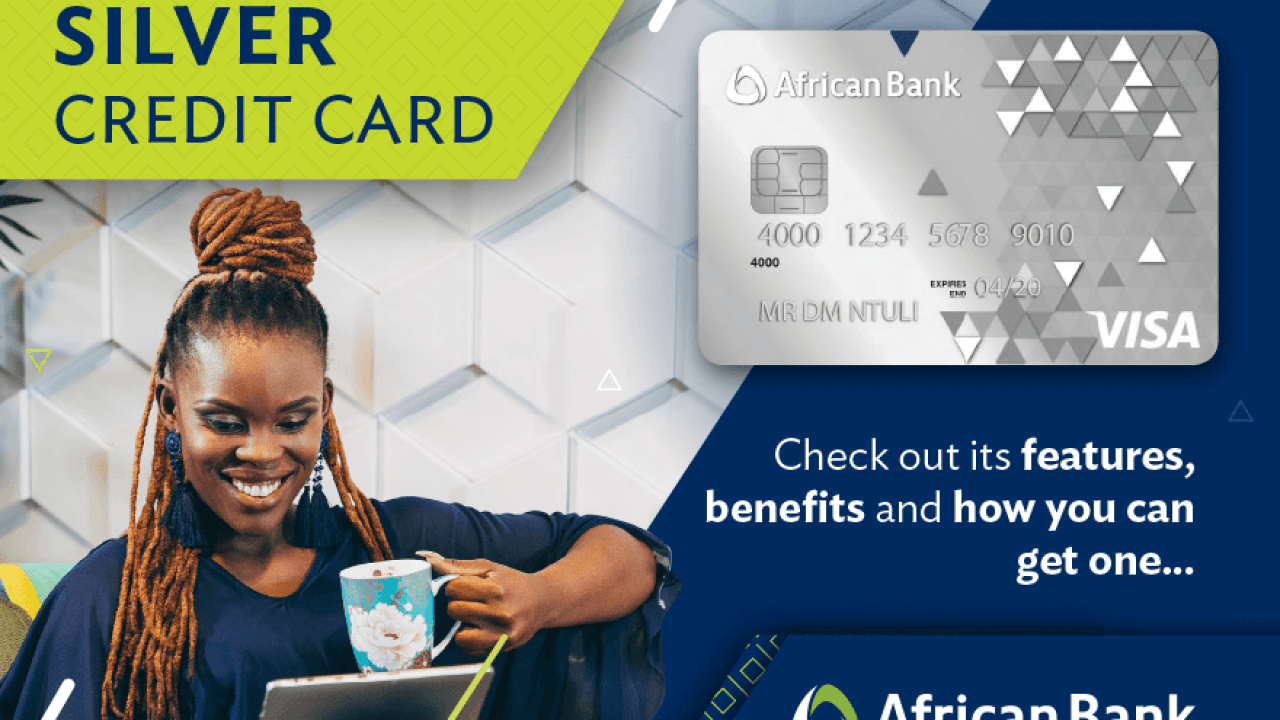 SILVER
CREDIT CARD
African Bank
4000 1234 5678 9010
4000
EXPIRES
END 04/20
MR DM NTULI
VISA
Check out its features,
benefits and how you can
get one...
African Bank